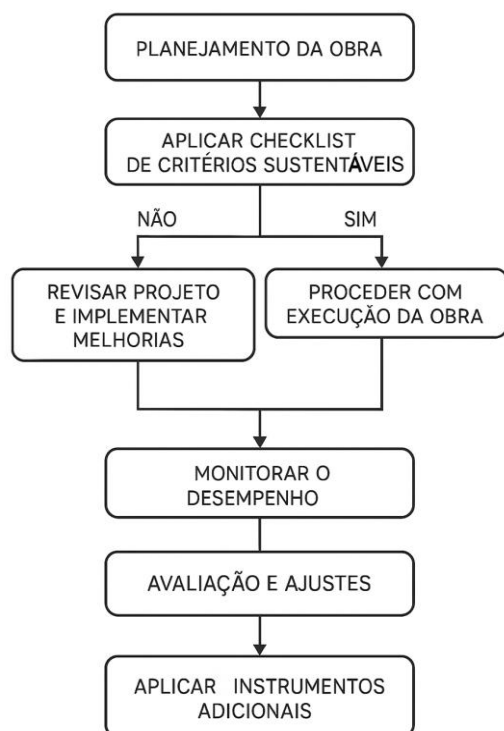 PLANEJAMENTO DA OBRA
APLICAR CHECKLIST
DE CRITÉRIOS SUSTENTÁVEIS
NÃO
SIM
REVISAR PROJETO
E IMPLEMENTAR
MELHORIAS
PROCEDER COM
EXECUÇÃO DA OBRA
MONITORAR O
DESEMPENHO
AVALIAÇÃO E AJUSTES
APLICAR INSTRUMENTOS
ADICIONAIS